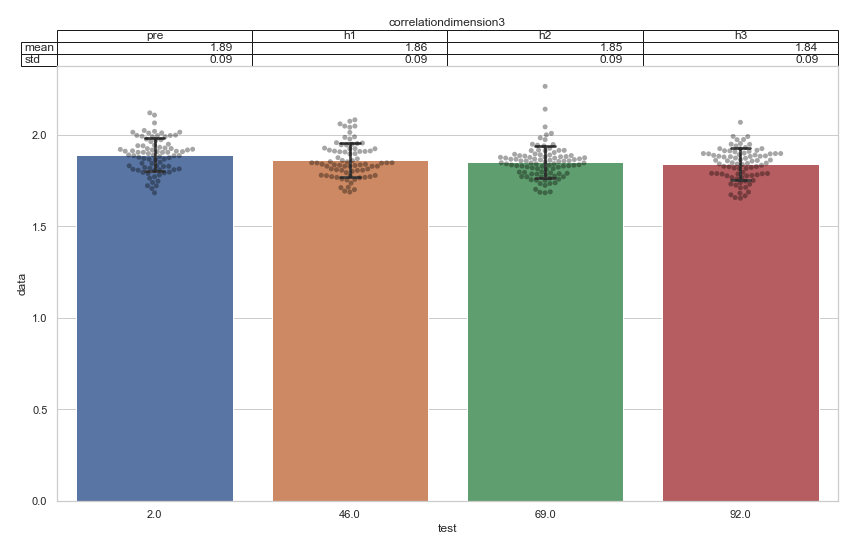 correlationdimension3
pre h1 h2 h3
mean 1.89 1.86 1.85 1.84
std 0.09 0.09 0.09 0.09
2.0
1.5
1.0
0.5
0.0
data
2.0 46.0 69.0 92.0
test